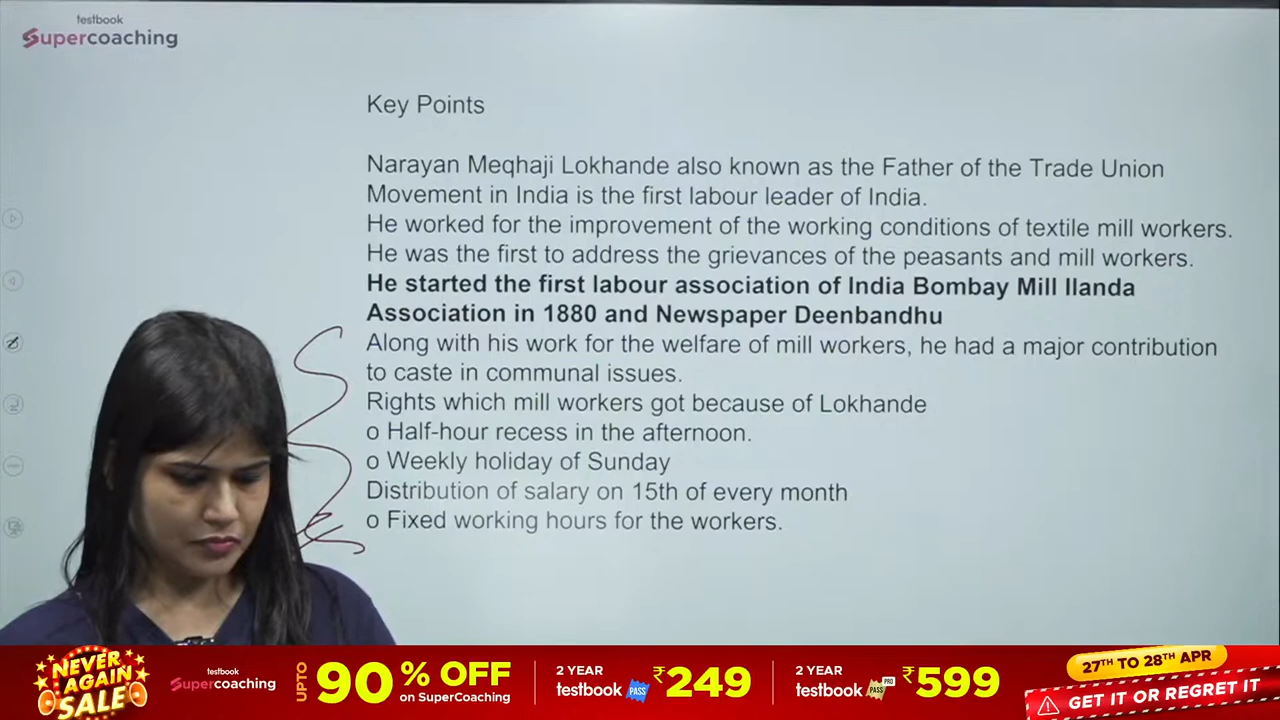 testbook
Supercoaching
Key Points
Narayan Meqhaji Lokhande also known as the Father of the Trade Union
Movement in India is the first labour leader of India.
He worked for the improvement of the working conditions of textile mill workers.
He was the first to address the grievances of the peasants and mill workers.
He started the first labour association of India Bombay Mill Ilanda
Association in 1880 and Newspaper Deenbandhu
Along with his work for the welfare of mill workers, he had a major contribution
to caste in communal issues.
Rights which mill workers got because of Lokhande
o Half-hour recess in the afternoon.
o Weekly holiday of Sunday
Distribution of salary on 15th of every month
o Fixed working hours for the workers.
NEVER
AGAIN
SALE
testbook
Supercoaching
UPTO
90% OFF
on SuperCoaching
2 YEAR
testbook PASS
₹249
2 YEAR
testbook PASS PRO
₹599
27TH TO 28TH APR
GET IT OR REGRET IT